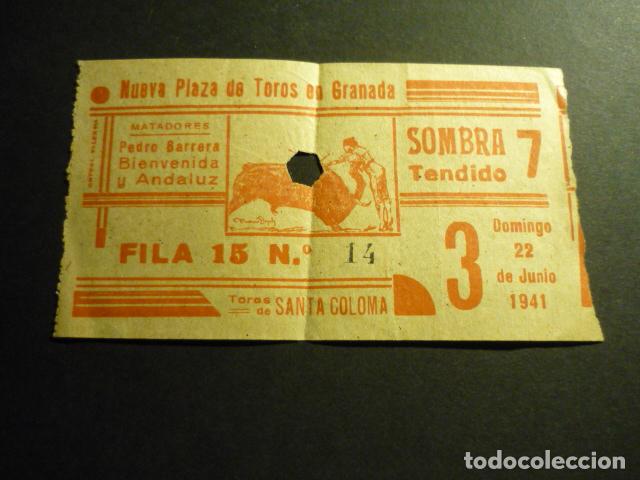 Nueva Plaza de Toros en Granada
MATADORES
Pedro Barrera
Bienvenida
y Andaluz
SOMBRA 7
Tendido
FILA 15 N.º 14
3
Domingo
22
de Junio
1941
Toros de SANTA COLOMA
todocoleccion.net